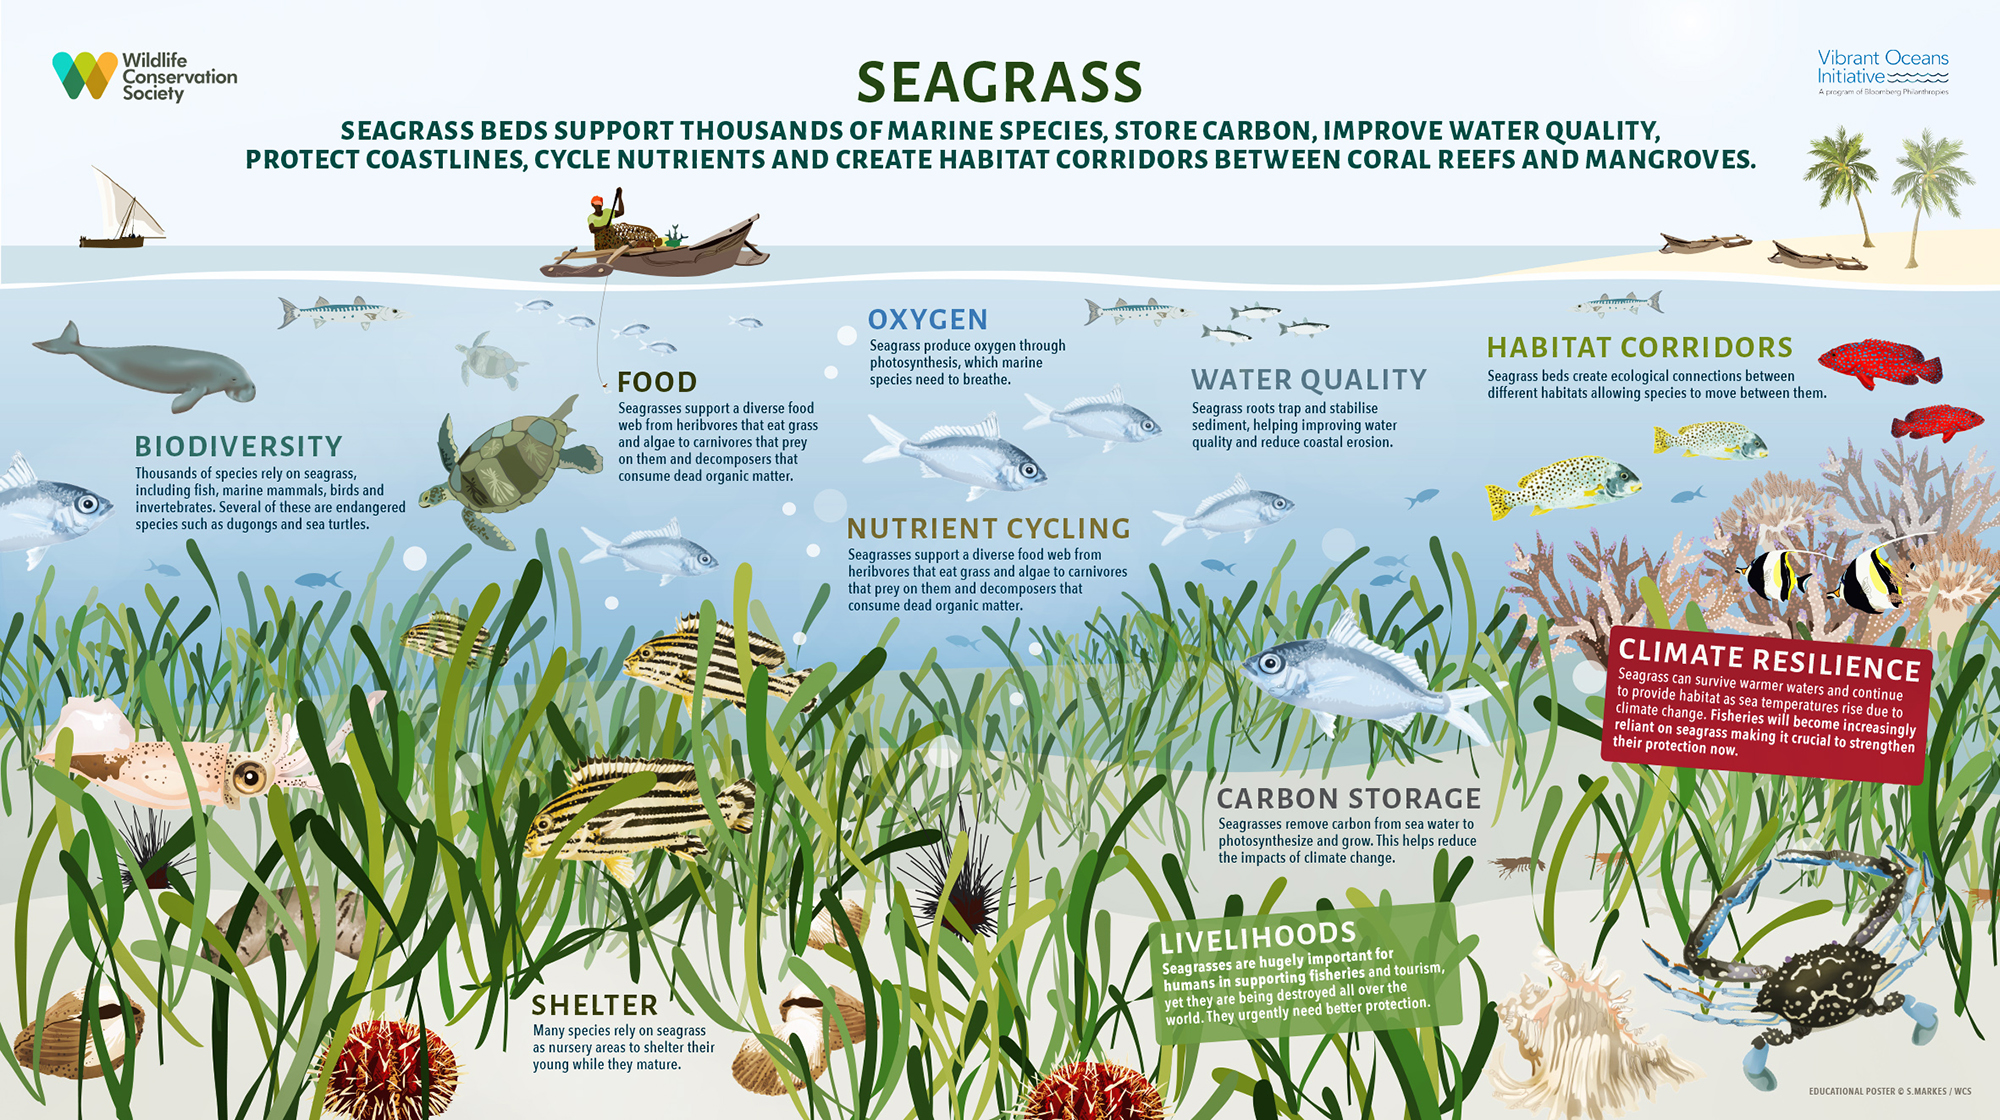 Wildlife
Conservation
Society
Vibrant Oceans
Initiative
A program of Bloomberg Philanthropies
SEAGRASS
SEAGRASS BEDS SUPPORT THOUSANDS OF MARINE SPECIES, STORE CARBON, IMPROVE WATER QUALITY,
PROTECT COASTLINES, CYCLE NUTRIENTS AND CREATE HABITAT CORRIDORS BETWEEN CORAL REEFS AND MANGROVES.
BIODIVERSITY
Thousands of species rely on seagrass,
including fish, marine mammals, birds and
invertebrates. Several of these are endangered
species such as dugongs and sea turtles.
FOOD
Seagrasses support a diverse food
web from heribvores that eat grass
and algae to carnivores that prey
on them and decomposers that
consume dead organic matter.
OXYGEN
Seagrass produce oxygen through
photosynthesis, which marine
species need to breathe.
NUTRIENT CYCLING
Seagrasses support a diverse food web from
heribvores that eat grass and algae to carnivores
that prey on them and decomposers that
consume dead organic matter.
WATER QUALITY
Seagrass roots trap and stabilise
sediment, helping improving water
quality and reduce coastal erosion.
HABITAT CORRIDORS
Seagrass beds create ecological connections between
different habitats allowing species to move between them.
CLIMATE RESILIENCE
Seagrass can survive warmer waters and continue
to provide habitat as sea temperatures rise due to
climate change. Fisheries will become increasingly
reliant on seagrass making it crucial to strengthen
their protection now.
CARBON STORAGE
Seagrasses remove carbon from sea water to
photosynthesize and grow. This helps reduce
the impacts of climate change.
LIVELIHOODS
Seagrasses are hugely important for
humans in supporting fisheries and tourism,
yet they are being destroyed all over the
world. They urgently need better protection.
SHELTER
Many species rely on seagrass
as nursery areas to shelter their
young while they mature.
EDUCATIONAL POSTER © S.MARKES / WCS